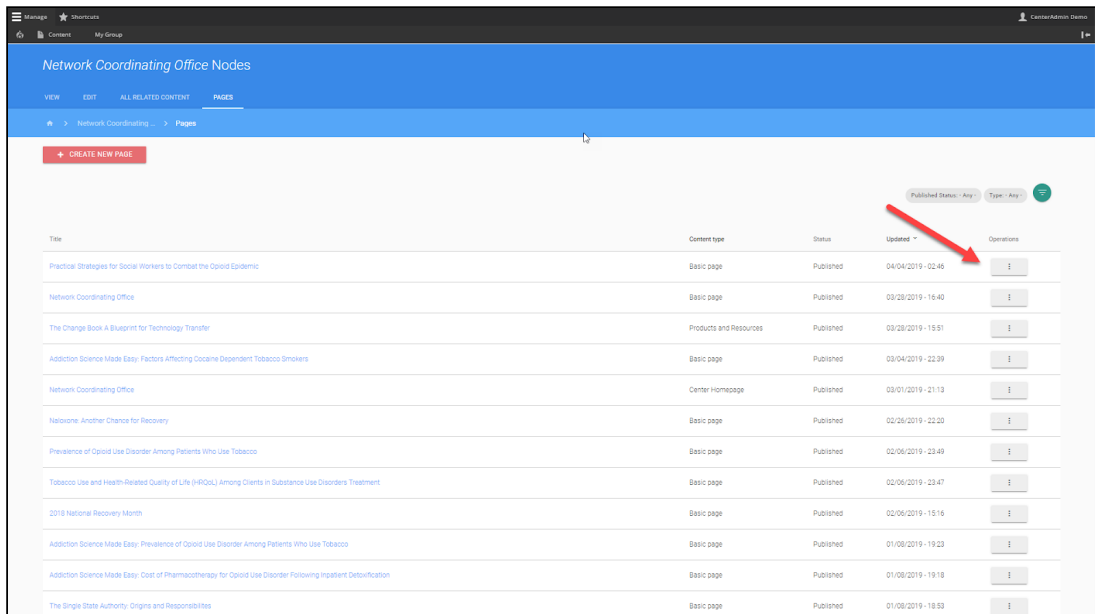 Manage Shortcuts CenterAdmin Demo
Content My Group
Network Coordinating Office Nodes
VIEW EDIT ALL RELATED CONTENT PAGES
> Network Coordinating ... > Pages
+ CREATE NEW PAGE
Published Status: - Any - Type: - Any -
Title Content type Status Updated Operations
Practical Strategies for Social Workers to Combat the Opioid Epidemic Basic page Published 04/04/2019 - 02:46
Network Coordinating Office Basic page Published 03/28/2019 - 16:40
The Change Book A Blueprint for Technology Transfer Products and Resources Published 03/28/2019 - 15:51
Addiction Science Made Easy: Factors Affecting Cocaine Dependent Tobacco Smokers Basic page Published 03/04/2019 - 22:39
Network Coordinating Office Center Homepage Published 03/01/2019 - 21:13
Naloxone: Another Chance for Recovery Basic page Published 02/26/2019 - 22:20
Prevalence of Opioid Use Disorder Among Patients Who Use Tobacco Basic page Published 02/06/2019 - 23:49
Tobacco Use and Health-Related Quality of Life (HRQoL) Among Clients in Substance Use Disorders Treatment Basic page Published 02/06/2019 - 23:47
2018 National Recovery Month Basic page Published 02/06/2019 - 15:16
Addiction Science Made Easy: Prevalence of Opioid Use Disorder Among Patients Who Use Tobacco Basic page Published 01/08/2019 - 19:23
Addiction Science Made Easy: Cost of Pharmacotherapy for Opioid Use Disorder Following Inpatient Detoxification Basic page Published 01/08/2019 - 19:18
The Single State Authority: Origins and Responsibilites Basic page Published 01/08/2019 - 18:53